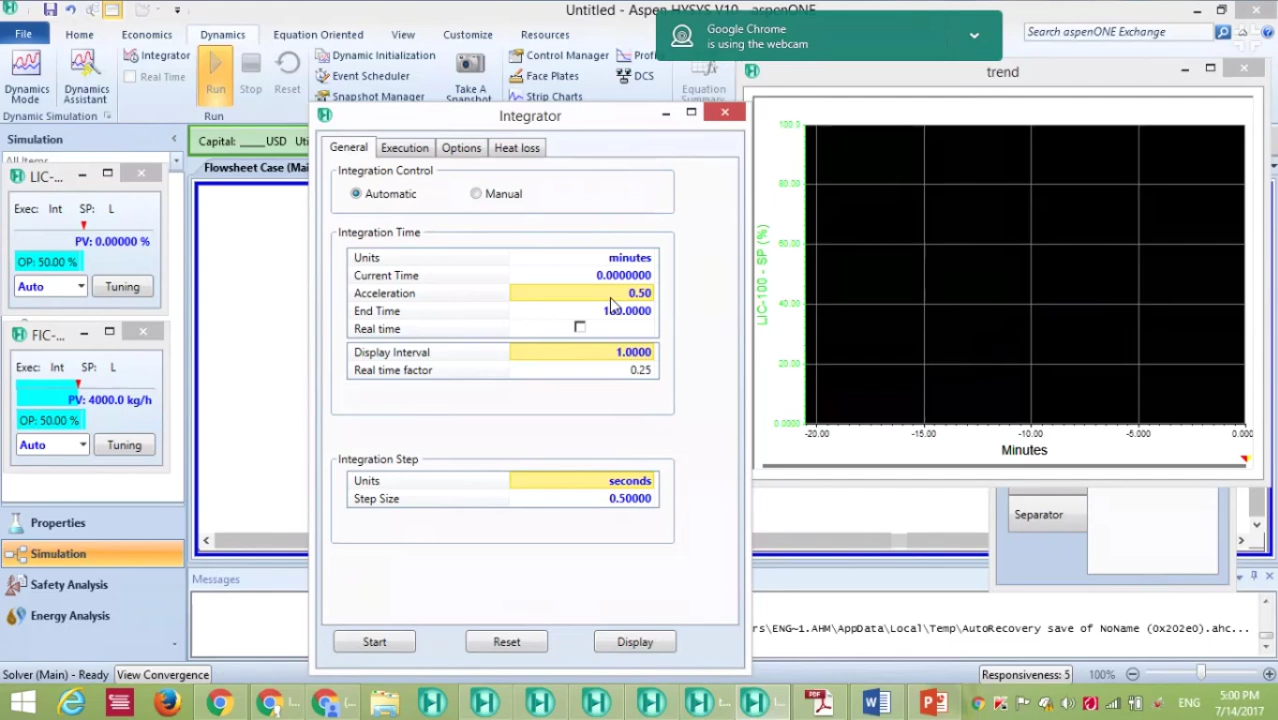 Untitled - Aspen HYSYS V10 - aspenONE
Google Chrome
is using the webcam
File
Home
Economics
Dynamics
Equation Oriented
View
Customize
Resources
Search aspenONE Exchange
Dynamics
Mode
Dynamics
Assistant
Integrator
Real Time
Run
Stop
Reset
Dynamic Initialization
Event Scheduler
Snapshot Manager
Take A
Snapshot
Control Manager
Face Plates
Strip Charts
DCS
Equation
Summary
Dynamic Simulation
Run
Simulation
All Items
Capital: ____ USD
Flowsheet Case (Mai
LIC-...
Exec: Int SP: L
PV: 0.00000 %
OP: 50.00 %
Auto
Tuning
FIC-...
Exec: Int SP: L
PV: 4000.0 kg/h
OP: 50.00 %
Auto
Tuning
Properties
Simulation
Safety Analysis
Energy Analysis
Integrator
General
Execution
Options
Heat loss
Integration Control
Automatic
Manual
Integration Time
Units minutes
Current Time 0.0000000
Acceleration 0.50
End Time
Real time
Display Interval 1.0000
Real time factor 0.25
Integration Step
Units seconds
Step Size 0.50000
Start
Reset
Display
trend
LIC-100 - SP (%)
100.0
80.00
60.00
40.00
20.00
0.0000
-20.00
-15.00
-10.00
-5.000
0.000
Minutes
Separator
Messages
rs\ENG~1.AHM\AppData\Local\Temp\AutoRecovery save of NoName (0x202e0).ahc...
Solver (Main) - Ready
View Convergence
Responsiveness: 5
100%
ENG
5:00 PM
7/14/2017